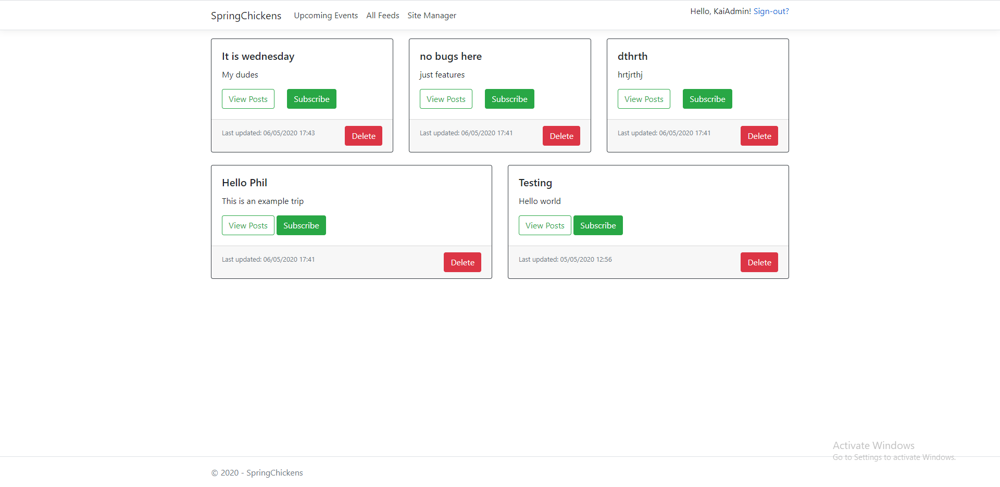 SpringChickens Upcoming Events All Feeds Site Manager Hello, KaiAdmin! Sign-out?
It is wednesday
My dudes
View Posts Subscribe
Last updated: 06/05/2020 17:43 Delete
no bugs here
just features
View Posts Subscribe
Last updated: 06/05/2020 17:41 Delete
dthrth
hrtjrthj
View Posts Subscribe
Last updated: 06/05/2020 17:41 Delete
Hello Phil
This is an example trip
View Posts Subscribe
Last updated: 06/05/2020 17:41 Delete
Testing
Hello world
View Posts Subscribe
Last updated: 05/05/2020 12:56 Delete
Activate Windows
Go to Settings to activate Windows.
© 2020 - SpringChickens